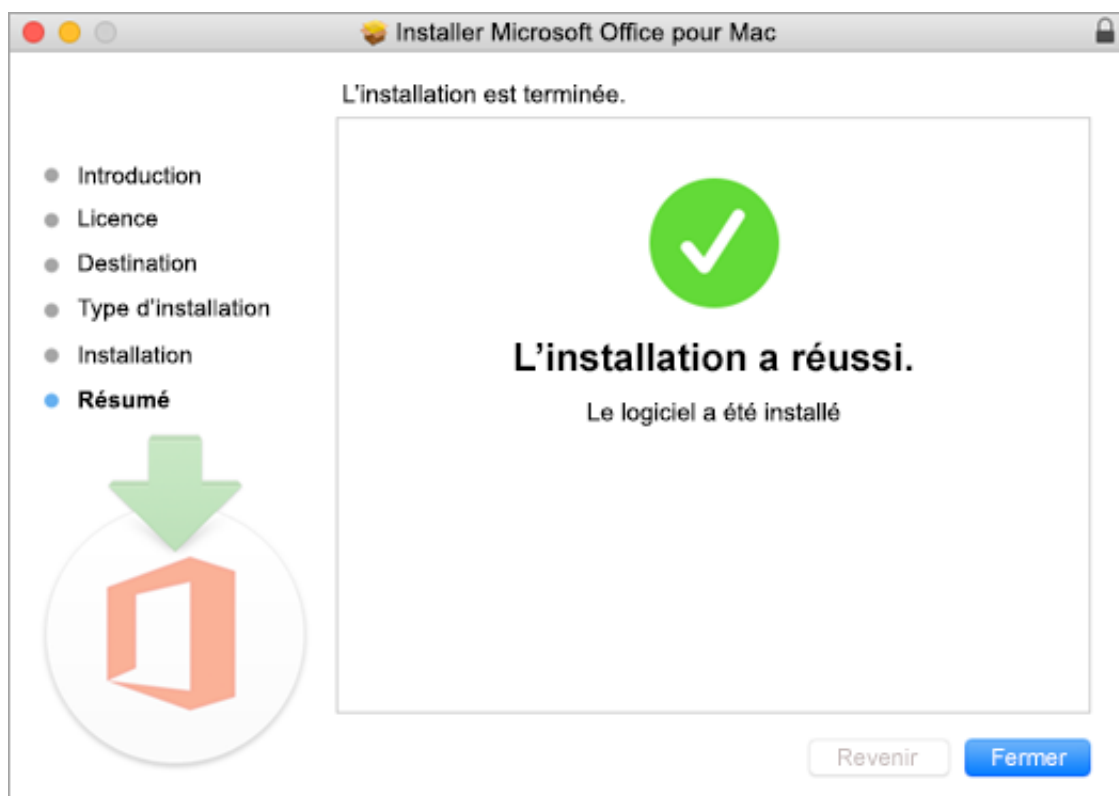 Installer Microsoft Office pour Mac
L'installation est terminée.
Introduction
Licence
Destination
Type d'installation
Installation
Résumé
L’installation a réussi.
Le logiciel a été installé
Revenir
Fermer